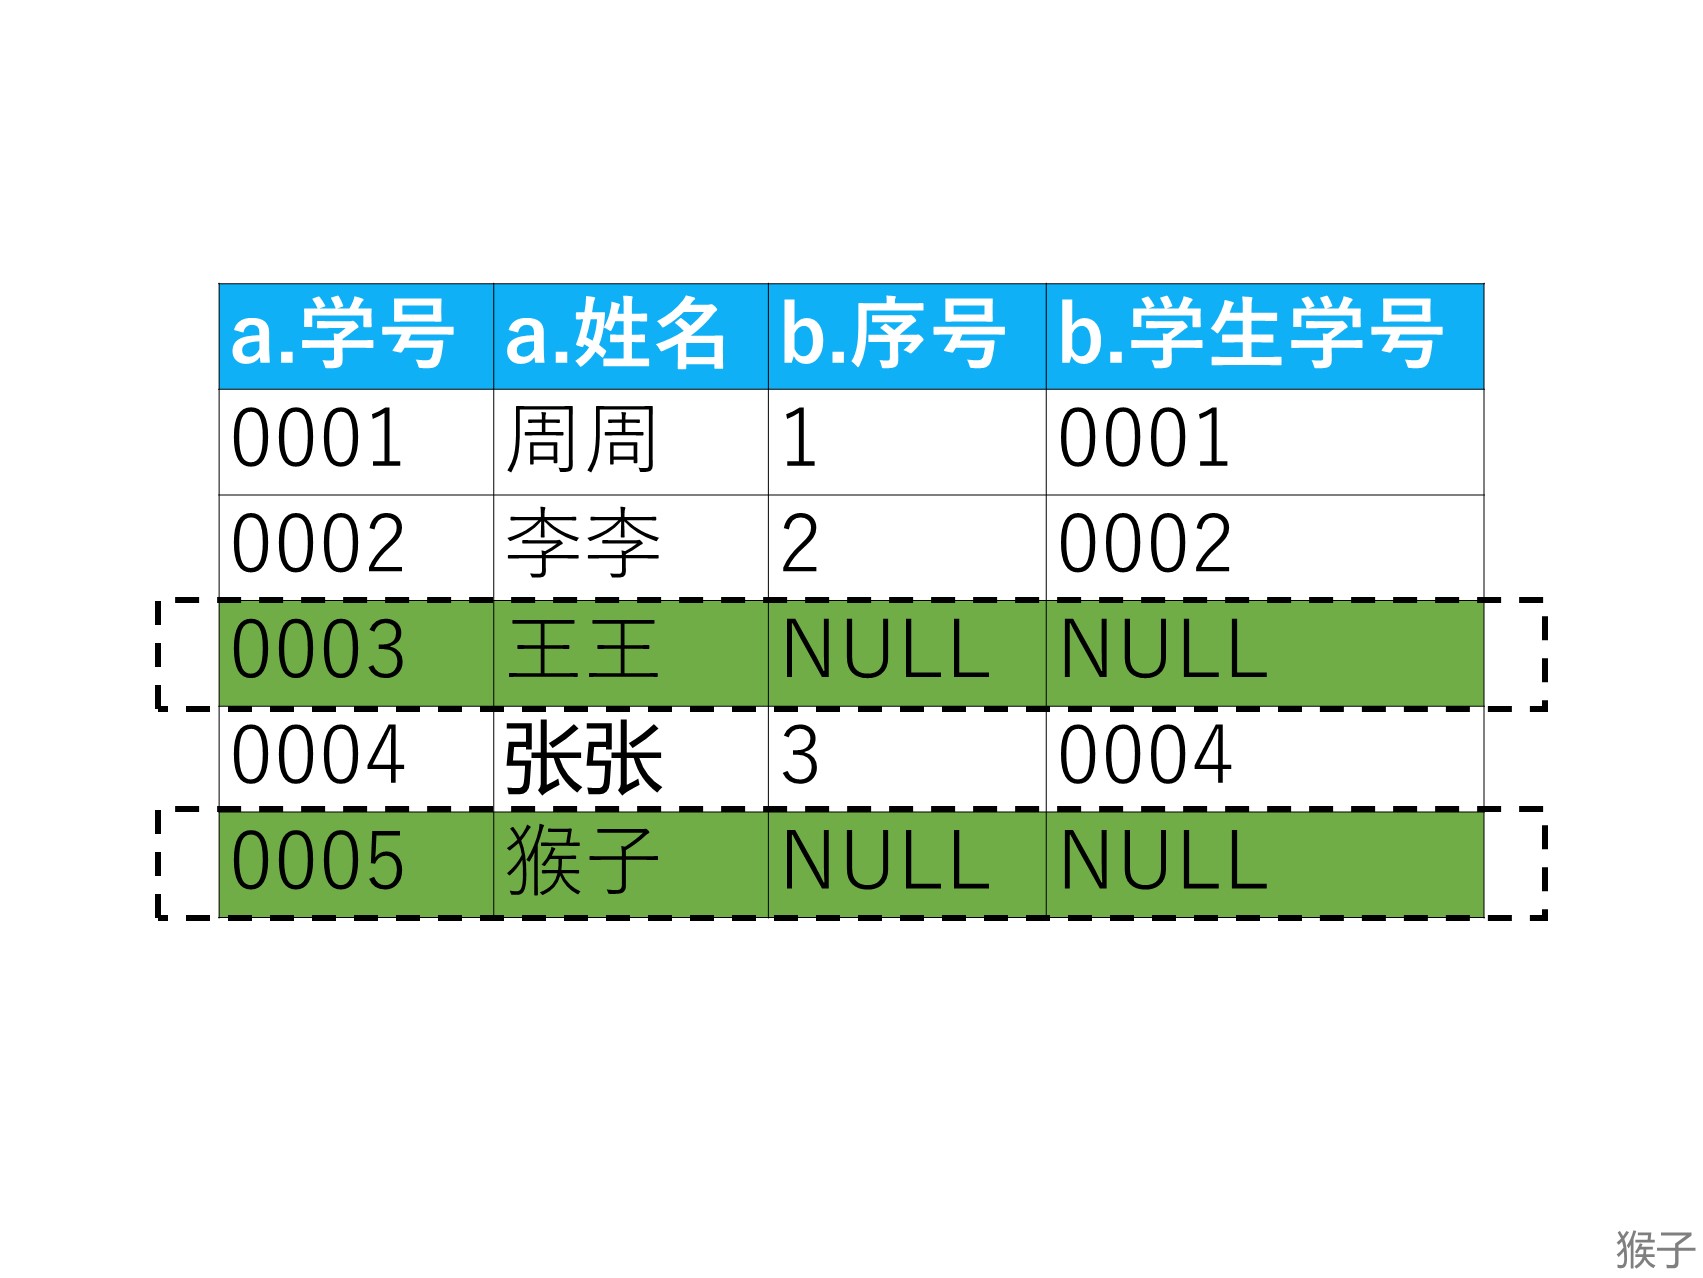 a.学号 a.姓名 b.序号 b.学生学号
0001 周周 1 0001
0002 李李 2 0002
0003 王王 NULL NULL
0004 张张 3 0004
0005 猴子 NULL NULL
猴子